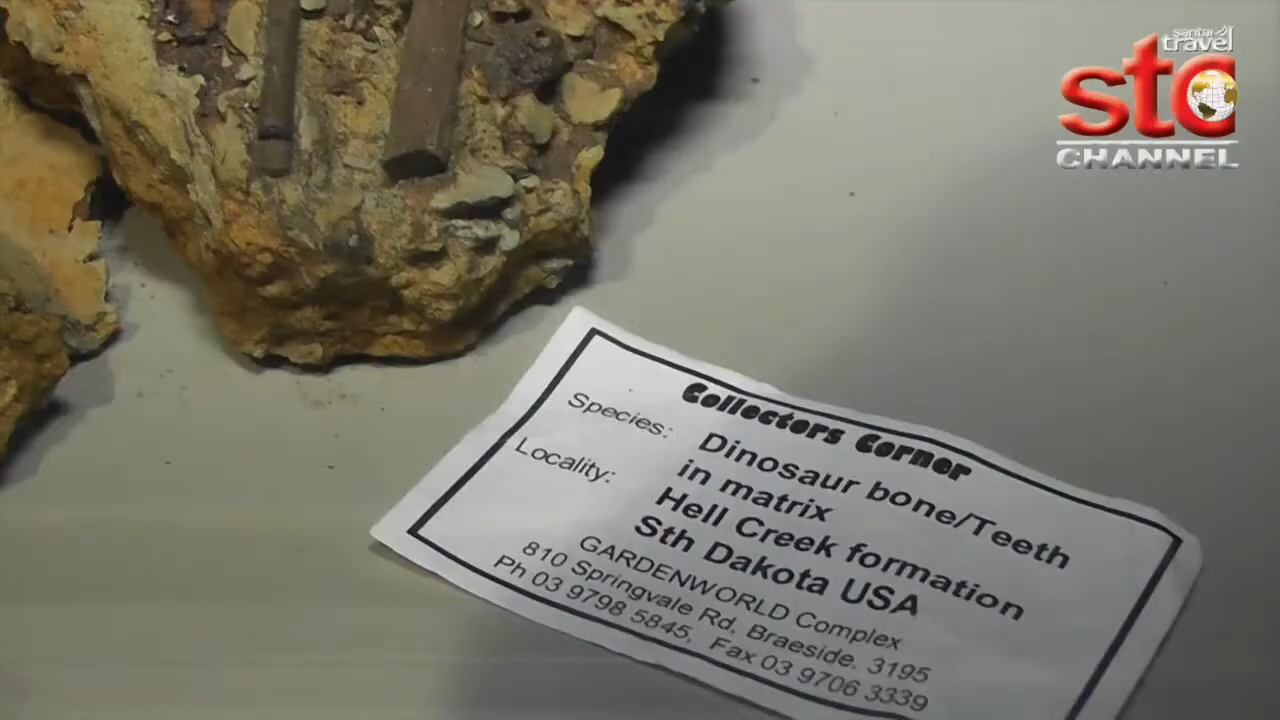 santai travel
stc
CHANNEL
Collectors Corner
Species: Dinosaur bone/Teeth
in matrix
Locality: Hell Creek formation
Sth Dakota USA
GARDENWORLD Complex
810 Springvale Rd, Braeside. 3195
Ph 03 9798 5845, Fax 03 9706 3339